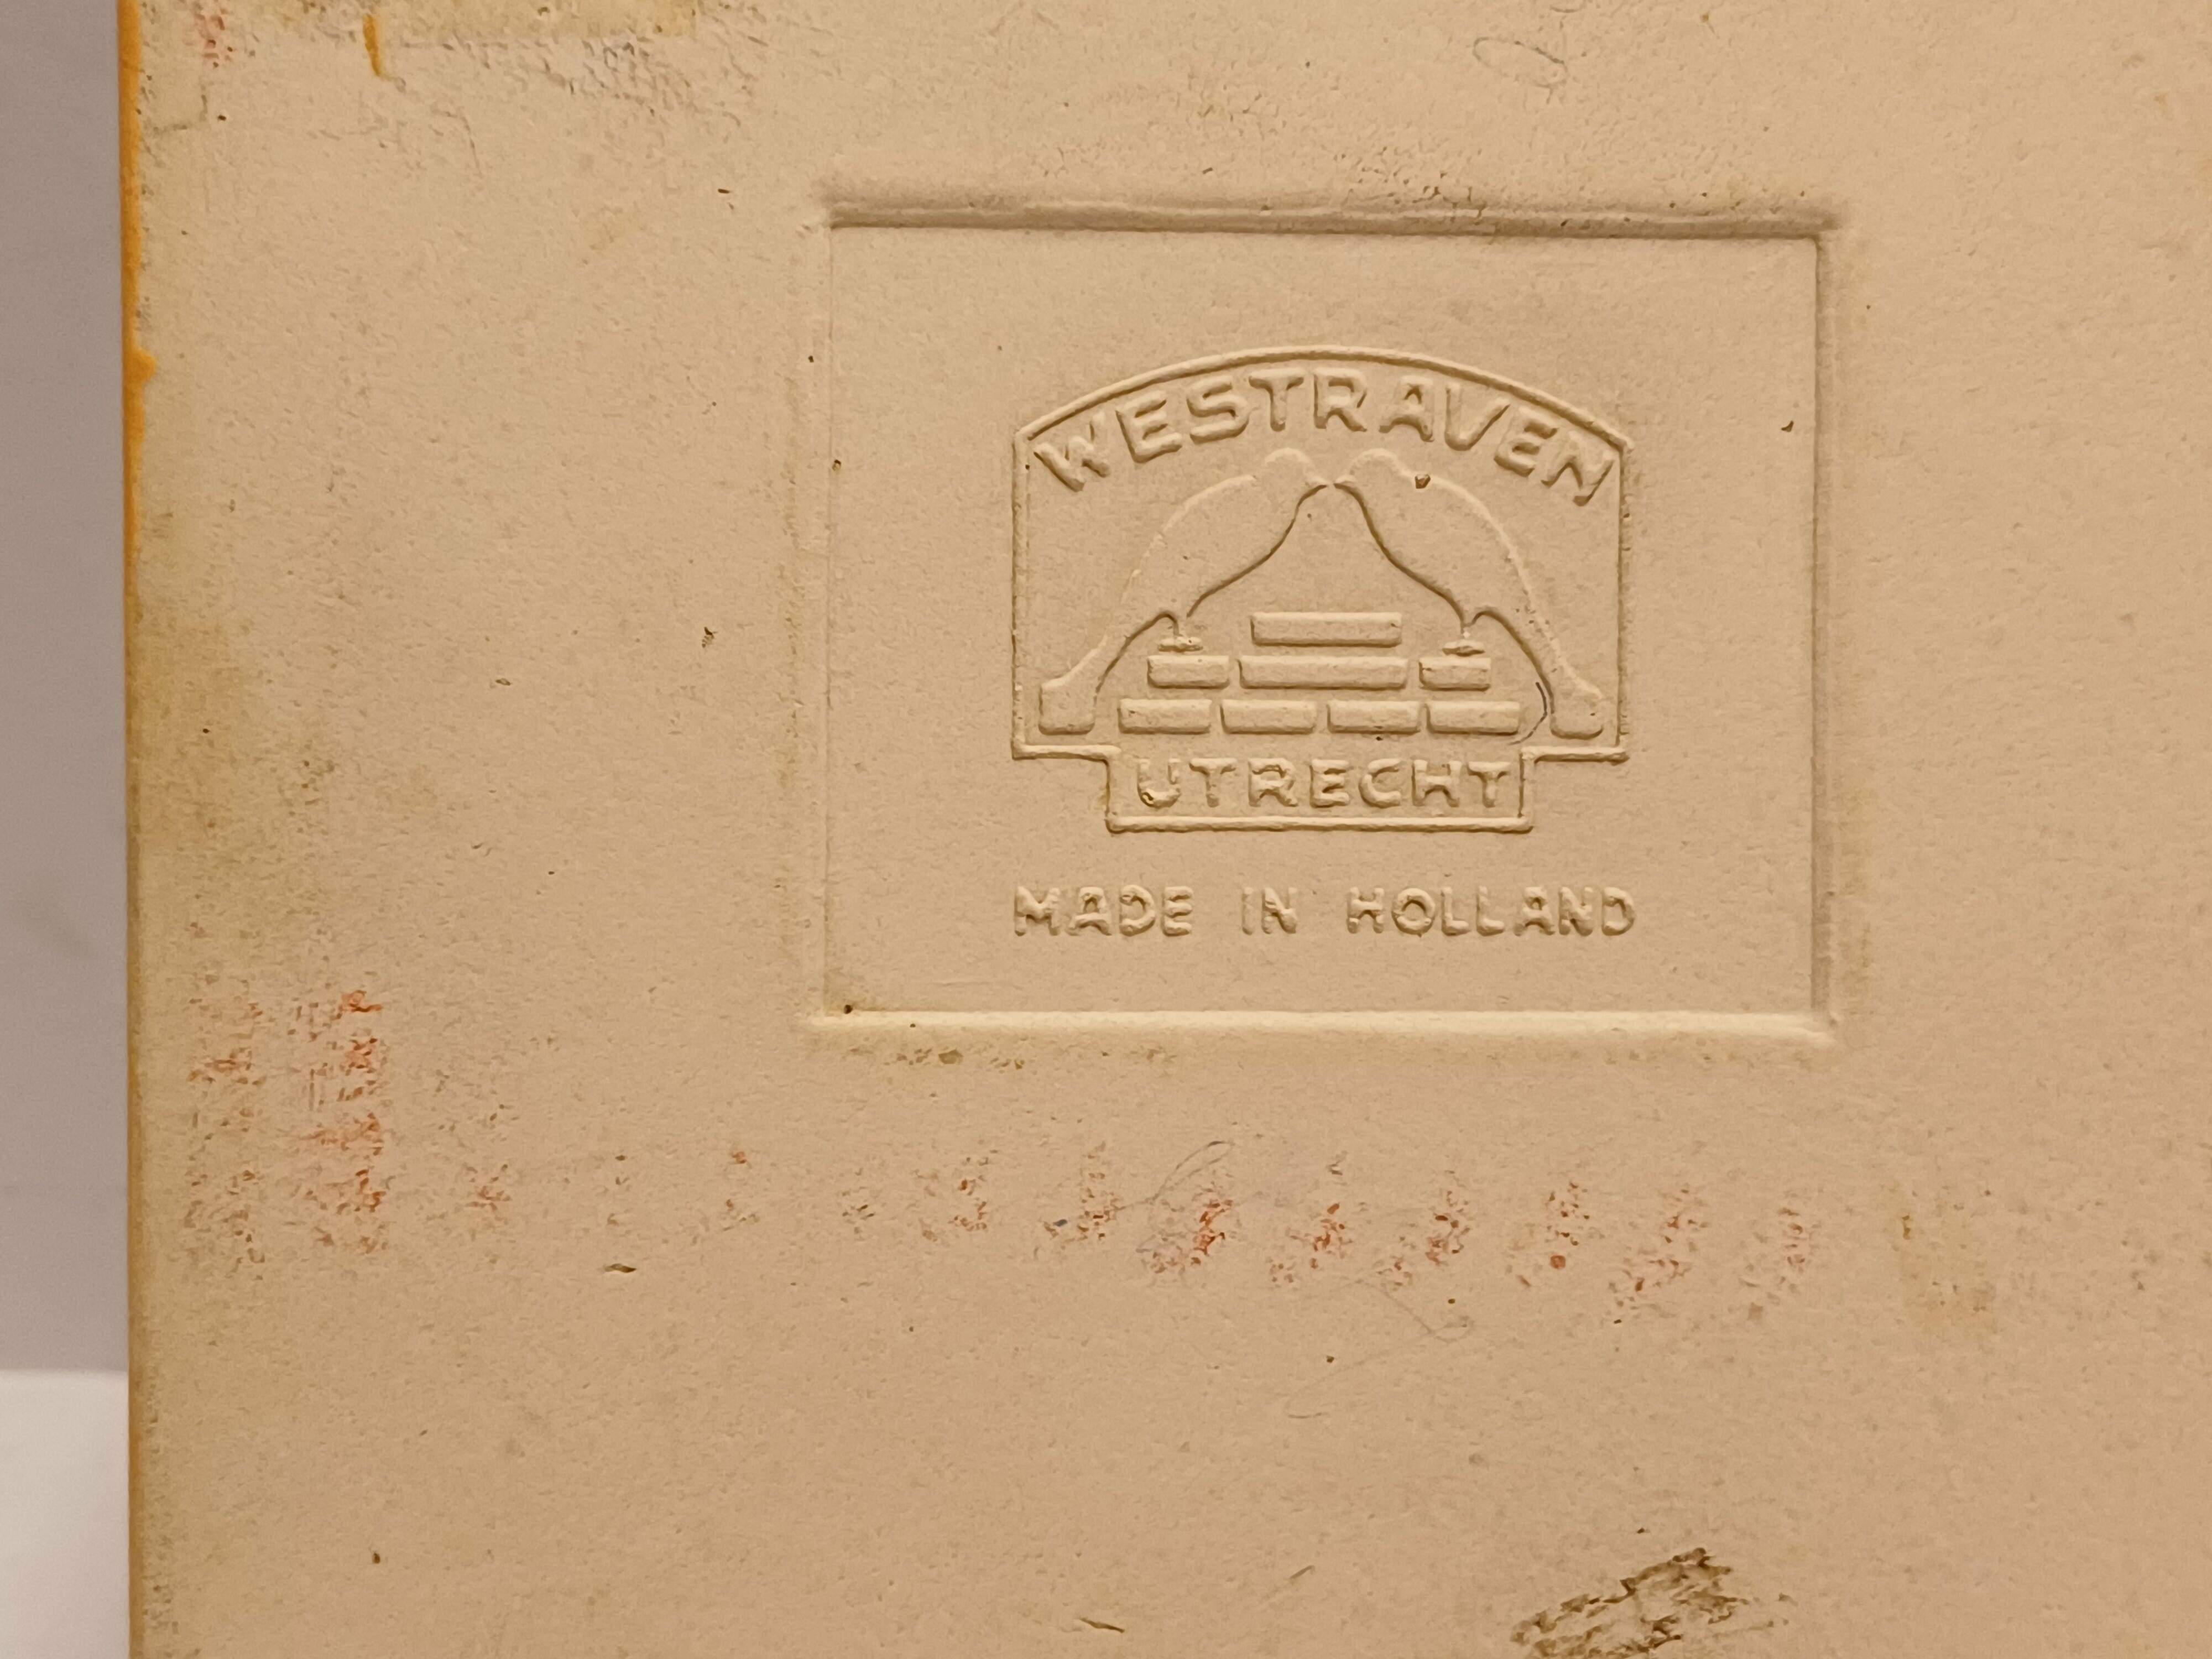 WESTRAVEN
UTRECHT
MADE IN HOLLAND